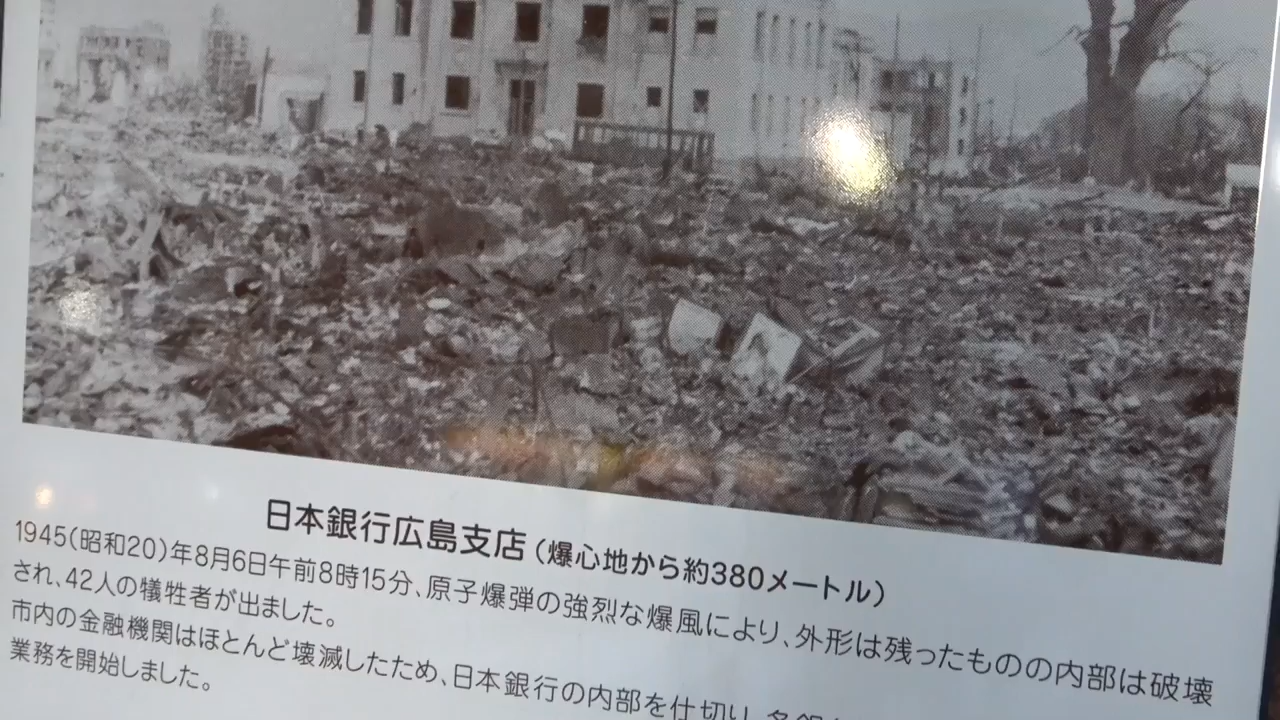 日本銀行広島支店(爆心地から約380メートル)
1945(昭和20)年8月6日午前8時15分、原子爆弾の強烈な爆風により、外形は残ったものの内部は破壊
され、42人の犠牲者が出ました。
市内の金融機関はほとんど壊滅したため、日本銀行の内部を仕切り、各銀
業務を開始しました。